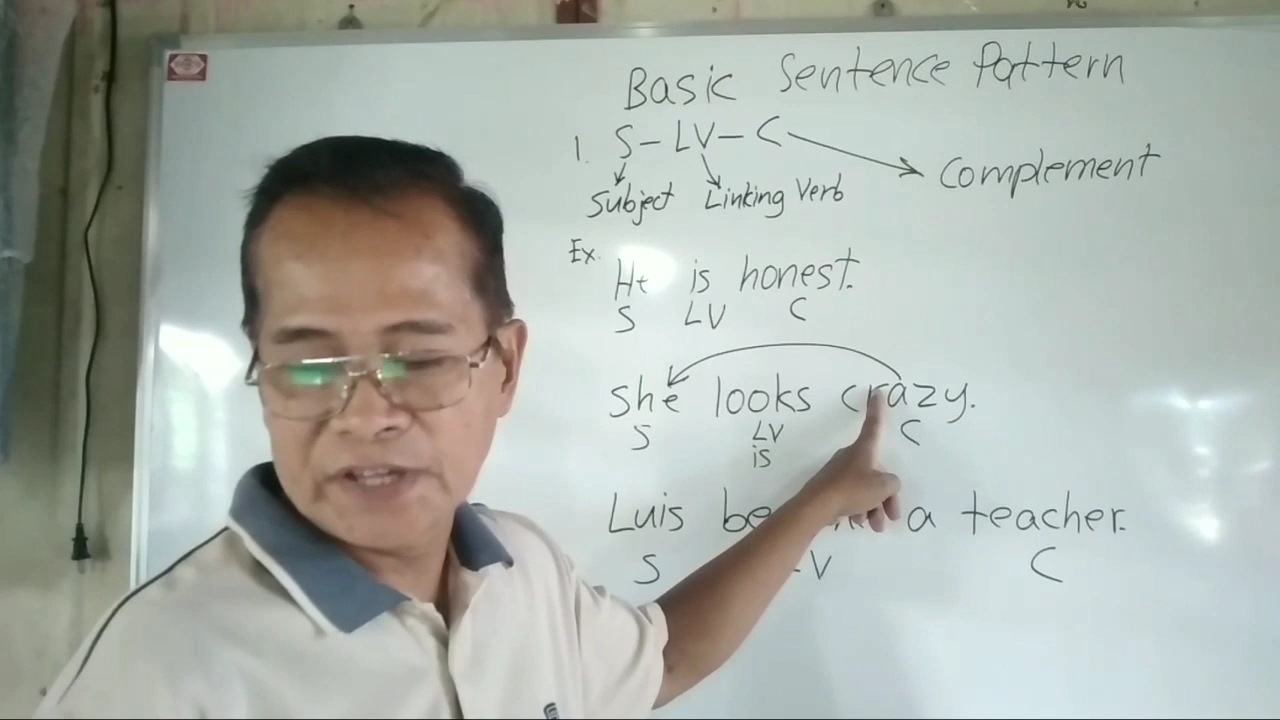 Basic Sentence Pattern
1. S – LV – C
Complement
Subject Linking Verb
Ex.
He is honest.
S LV C
She looks crazy.
S LV C
is
Luis a teacher.
S V C